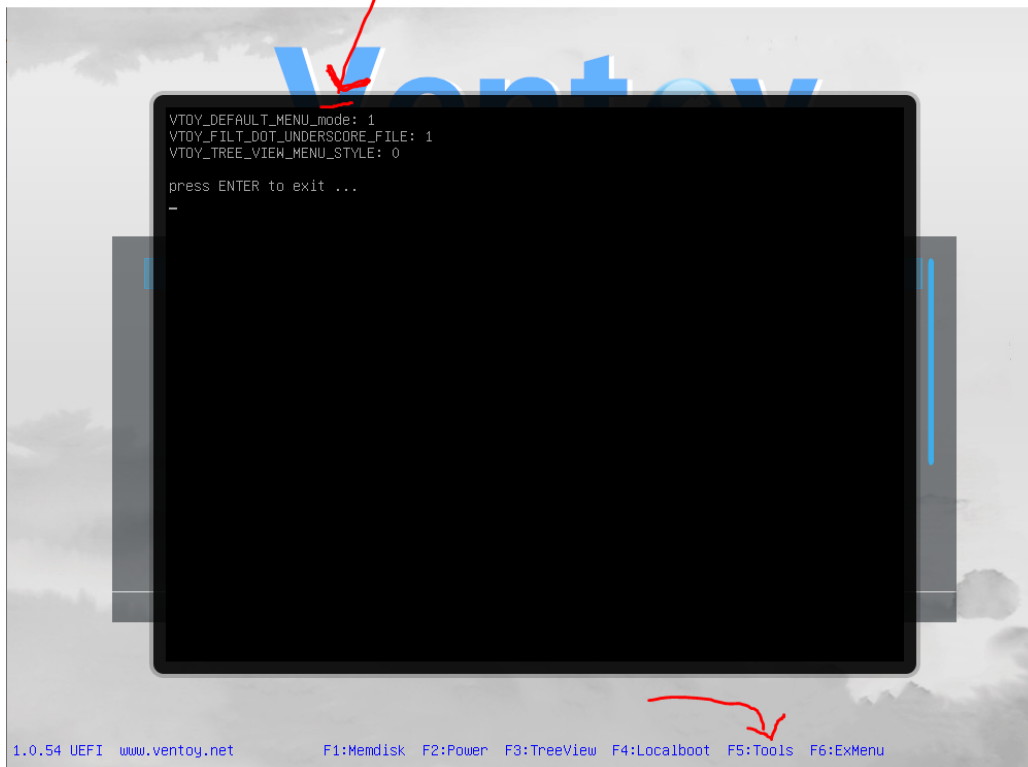 Ventoy
VTOY_DEFAULT_MENU_mode: 1
VTOY_FILT_DOT_UNDERSCORE_FILE: 1
VTOY_TREE_VIEW_MENU_STYLE: 0
press ENTER to exit ...
1.0.54 UEFI www.ventoy.net F1:Memdisk F2:Power F3:TreeView F4:Localboot F5:Tools F6:ExMenu